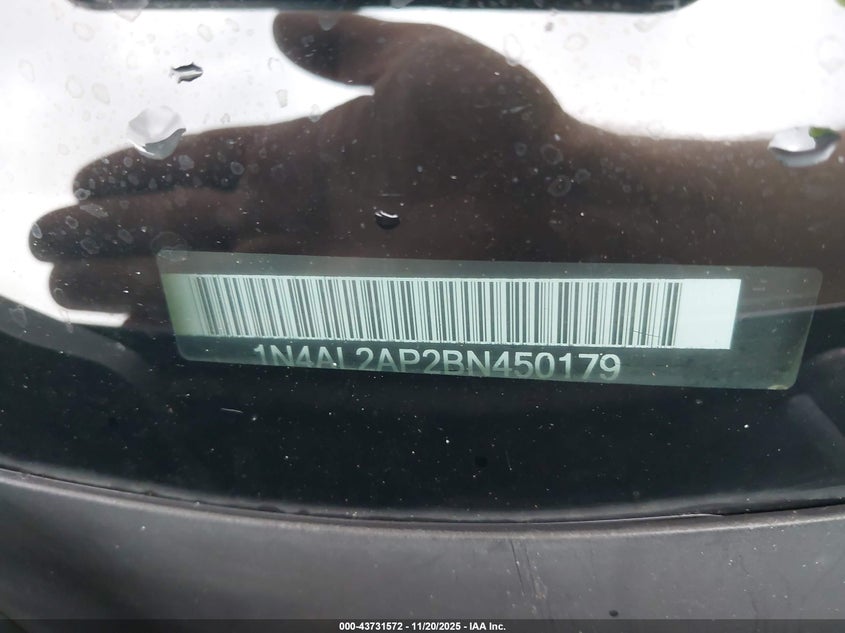 1N4AL2AP2BN450179
000-43731572 — 11/20/2025 — IAA Inc.